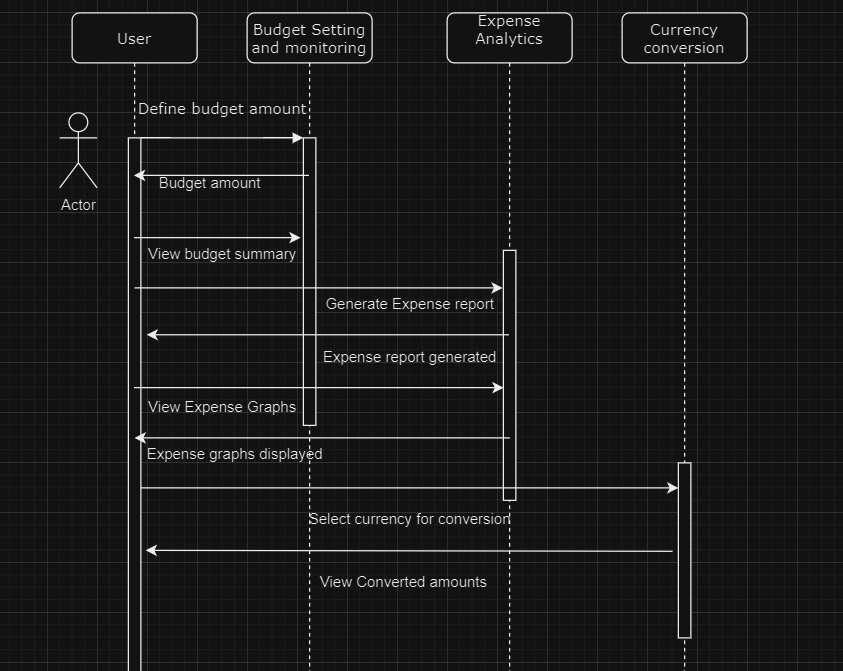 User
Budget Setting
and monitoring
Expense
Analytics
Currency
conversion
Define budget amount
Actor
Budget amount
View budget summary
Generate Expense report
Expense report generated
View Expense Graphs
Expense graphs displayed
Select currency for conversion
View Converted amounts